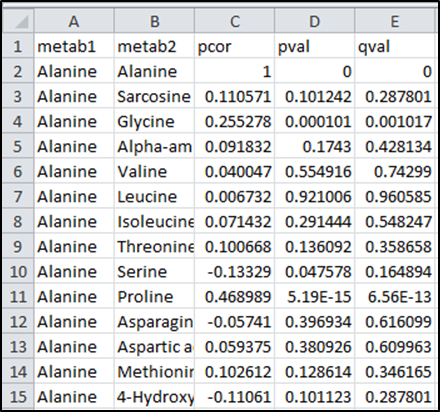 A B C D E
1 metab1 metab2 pcor pval qval
2 Alanine Alanine 1 0 0
3 Alanine Sarcosine 0.110571 0.101242 0.287801
4 Alanine Glycine 0.255278 0.000101 0.001017
5 Alanine Alpha-am 0.091832 0.1743 0.428134
6 Alanine Valine 0.040047 0.554916 0.74299
7 Alanine Leucine 0.006732 0.921006 0.960585
8 Alanine Isoleucine 0.071432 0.291444 0.548247
9 Alanine Threonine 0.100668 0.136092 0.358658
10 Alanine Serine -0.13329 0.047578 0.164894
11 Alanine Proline 0.468989 5.19E-15 6.56E-13
12 Alanine Asparagin -0.05741 0.396934 0.616099
13 Alanine Aspartic a 0.059375 0.380926 0.609963
14 Alanine Methionin 0.102612 0.128614 0.346165
15 Alanine 4-Hydroxy -0.11061 0.101123 0.287801